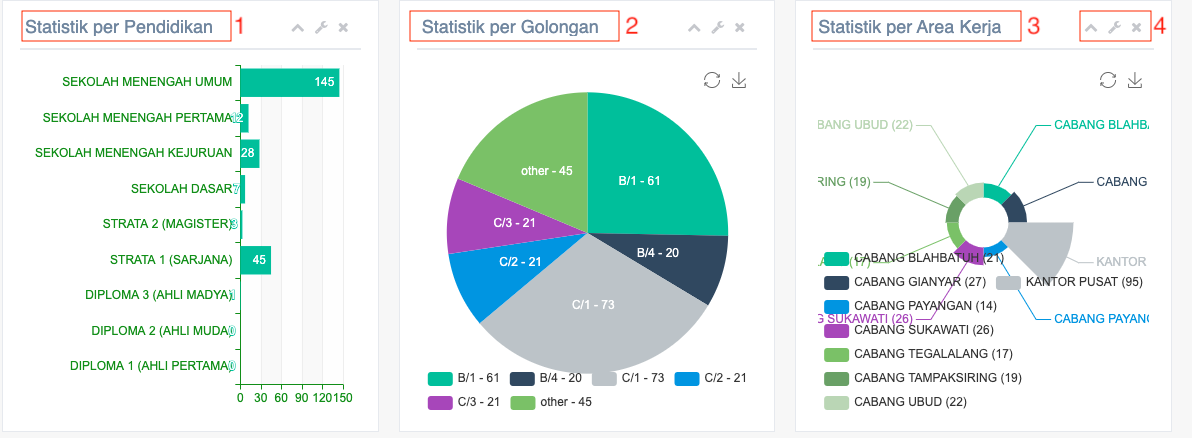 Statistik per Pendidikan 1
SEKOLAH MENENGAH UMUM 145
SEKOLAH MENENGAH PERTAMA 12
SEKOLAH MENENGAH KEJURUAN 28
SEKOLAH DASAR 7
STRATA 2 (MAGISTER) 3
STRATA 1 (SARJANA) 45
DIPLOMA 3 (AHLI MADYA) 1
DIPLOMA 2 (AHLI MUDA) 0
DIPLOMA 1 (AHLI PERTAMA) 0
0 30 60 90 120 150
Statistik per Golongan 2
other - 45
B/1 - 61
C/3 - 21
B/4 - 20
C/2 - 21
C/1 - 73
B/1 - 61 B/4 - 20 C/1 - 73 C/2 - 21
C/3 - 21 other - 45
Statistik per Area Kerja 3 4
BANG UBUD (22) CABANG BLAHBA
RING (19) CABANG
(17) KANTOR
G SUKAWATI (26) CABANG PAYANG
CABANG BLAHBATUH (21)
CABANG GIANYAR (27) KANTOR PUSAT (95)
CABANG PAYANGAN (14)
CABANG SUKAWATI (26)
CABANG TEGALALANG (17)
CABANG TAMPAKSIRING (19)
CABANG UBUD (22)